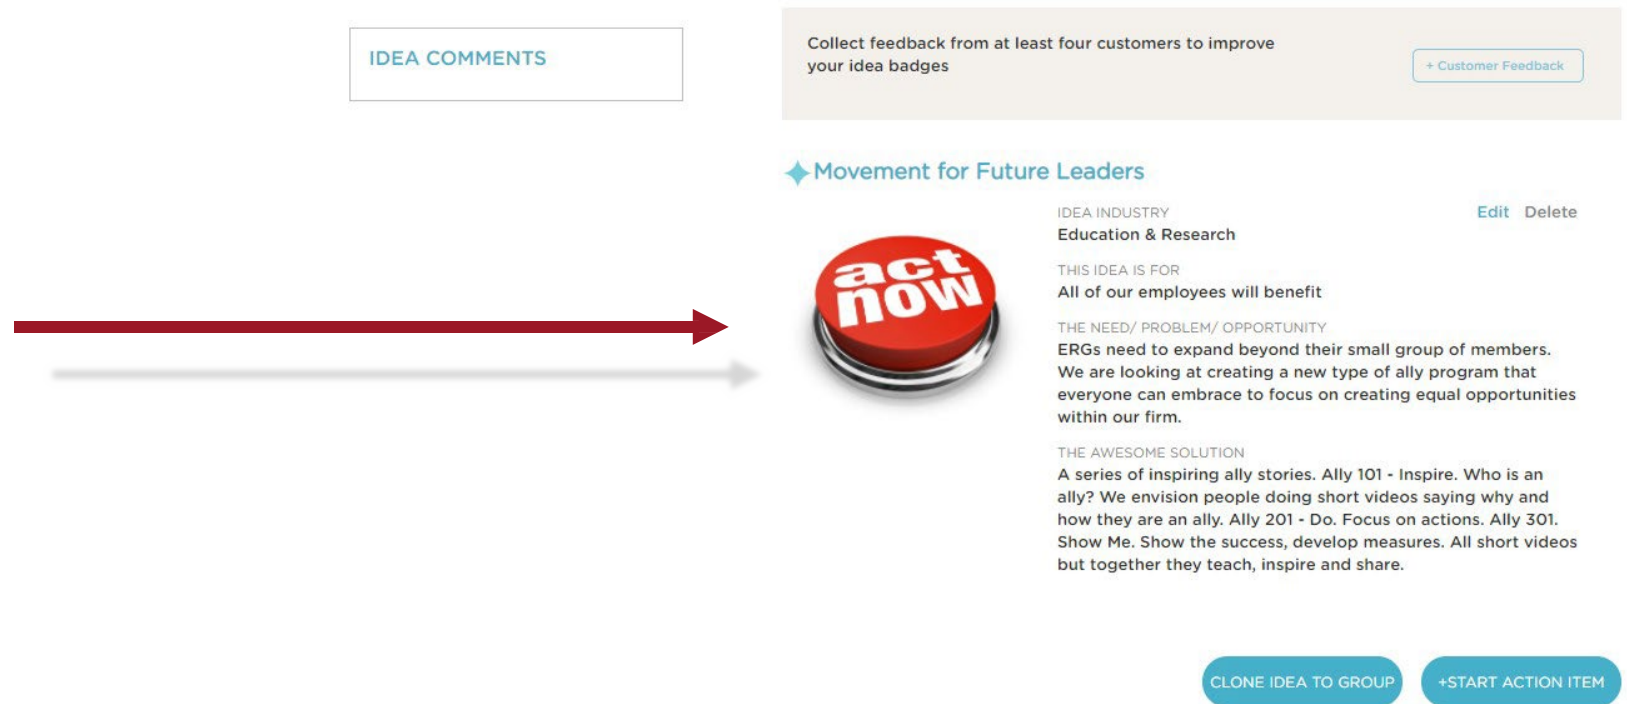 IDEA COMMENTS
Collect feedback from at least four customers to improve
your idea badges
+ Customer Feedback
Movement for Future Leaders
act
now
IDEA INDUSTRY
Edit Delete
Education & Research
THIS IDEA IS FOR
All of our employees will benefit
THE NEED/ PROBLEM/ OPPORTUNITY
ERGs need to expand beyond their small group of members.
We are looking at creating a new type of ally program that
everyone can embrace to focus on creating equal opportunities
within our firm.
THE AWESOME SOLUTION
A series of inspiring ally stories. Ally 101 - Inspire. Who is an
ally? We envision people doing short videos saying why and
how they are an ally. Ally 201 - Do. Focus on actions. Ally 301.
Show Me. Show the success, develop measures. All short videos
but together they teach, inspire and share.
CLONE IDEA TO GROUP
+START ACTION ITEM